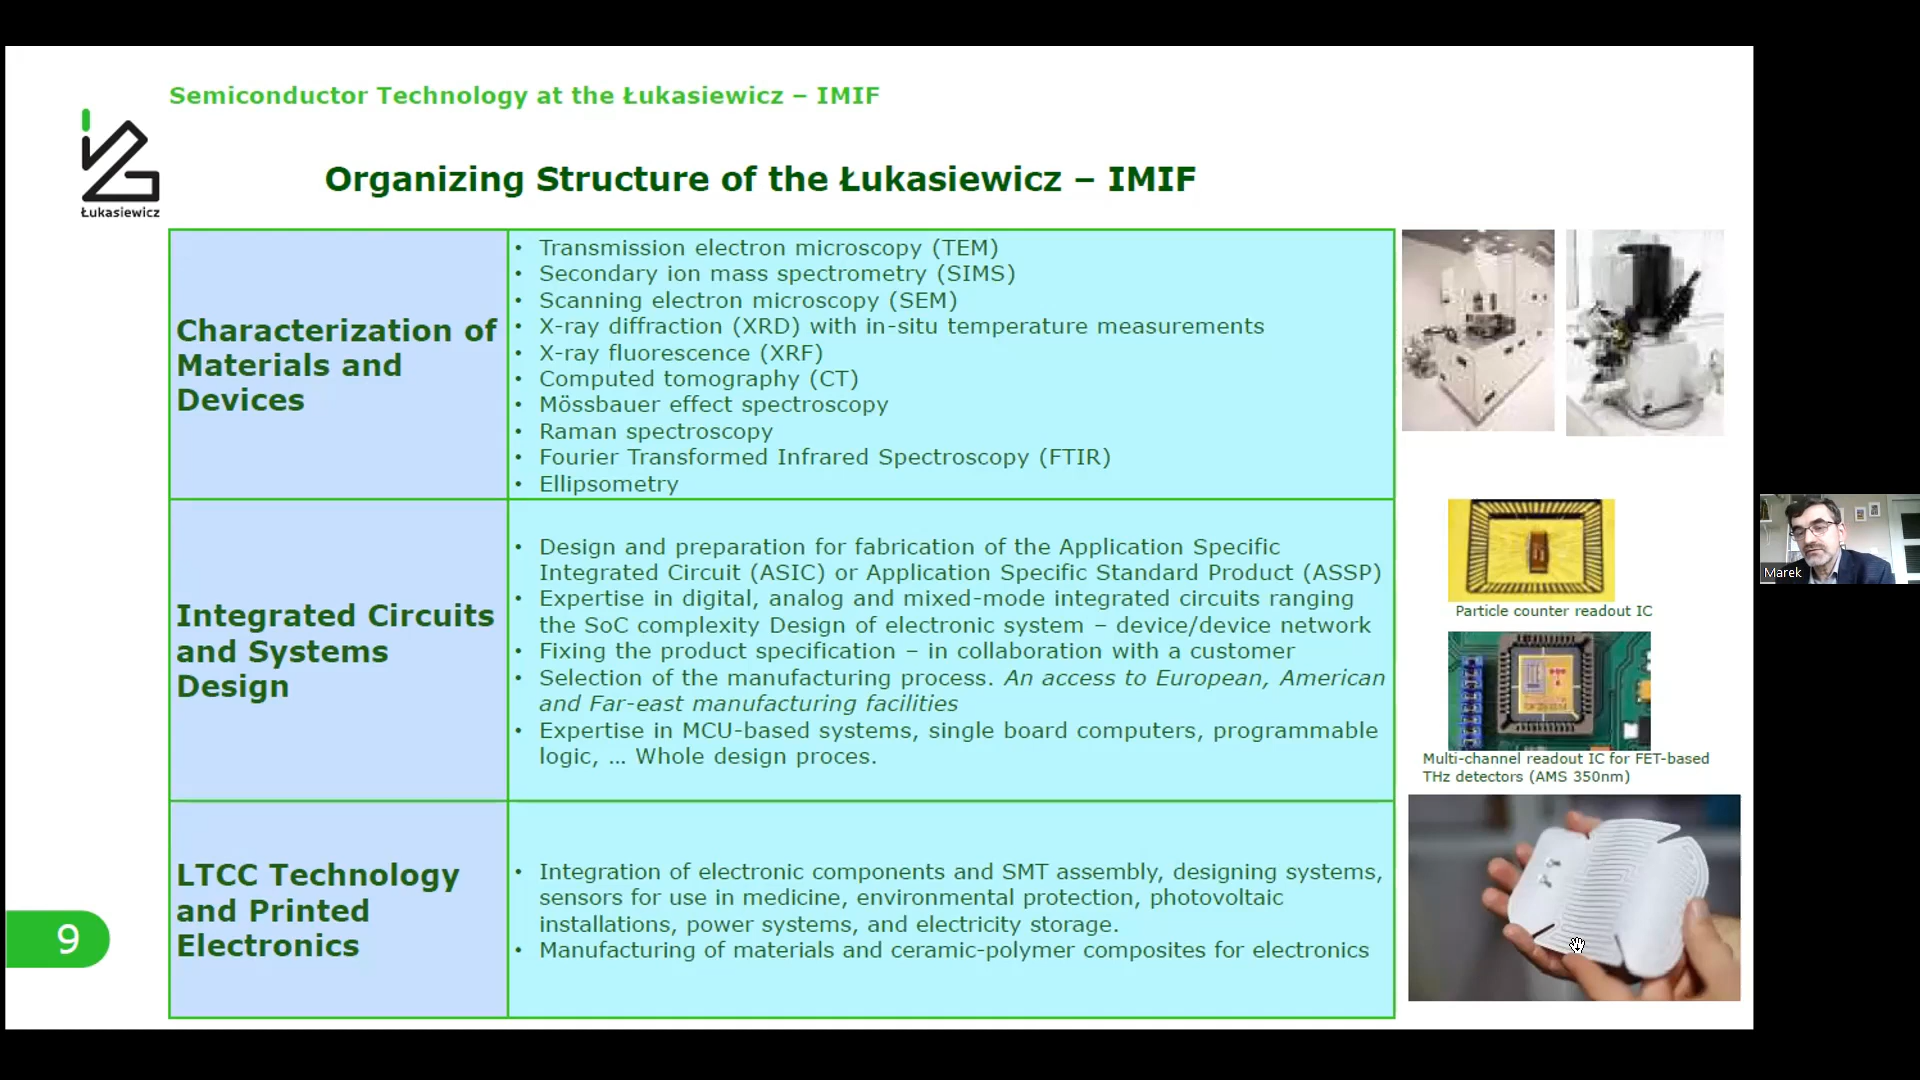 Semiconductor Technology at the Łukasiewicz – IMIF
Łukasiewicz
Organizing Structure of the Łukasiewicz – IMIF
Characterization of
Materials and
Devices
• Transmission electron microscopy (TEM)
• Secondary ion mass spectrometry (SIMS)
• Scanning electron microscopy (SEM)
• X-ray diffraction (XRD) with in-situ temperature measurements
• X-ray fluorescence (XRF)
• Computed tomography (CT)
• Mössbauer effect spectroscopy
• Raman spectroscopy
• Fourier Transformed Infrared Spectroscopy (FTIR)
• Ellipsometry
Integrated Circuits
and Systems
Design
• Design and preparation for fabrication of the Application Specific
Integrated Circuit (ASIC) or Application Specific Standard Product (ASSP)
• Expertise in digital, analog and mixed-mode integrated circuits ranging
the SoC complexity Design of electronic system – device/device network
• Fixing the product specification – in collaboration with a customer
• Selection of the manufacturing process. An access to European, American
and Far-east manufacturing facilities
• Expertise in MCU-based systems, single board computers, programmable
logic, ... Whole design proces.
Particle counter readout IC
Multi-channel readout IC for FET-based
THz detectors (AMS 350nm)
LTCC Technology
and Printed
Electronics
• Integration of electronic components and SMT assembly, designing systems,
sensors for use in medicine, environmental protection, photovoltaic
installations, power systems, and electricity storage.
• Manufacturing of materials and ceramic-polymer composites for electronics
9
Marek